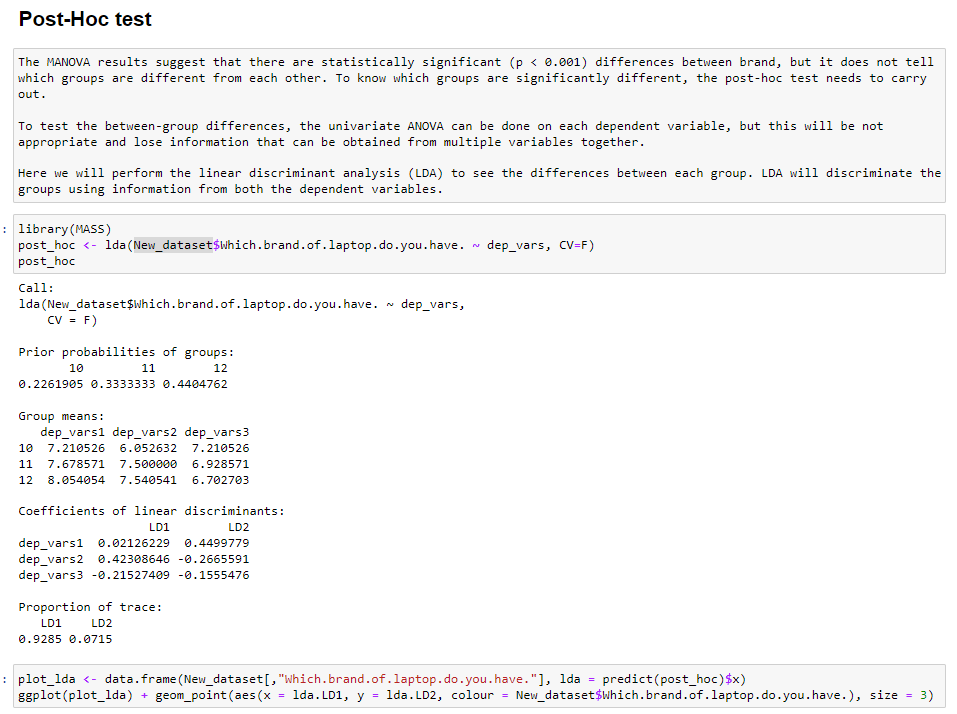 Post-Hoc test
The MANOVA results suggest that there are statistically significant (p < 0.001) differences between brand, but it does not tell
which groups are different from each other. To know which groups are significantly different, the post-hoc test needs to carry
out.
To test the between-group differences, the univariate ANOVA can be done on each dependent variable, but this will be not
appropriate and lose information that can be obtained from multiple variables together.
Here we will perform the linear discriminant analysis (LDA) to see the differences between each group. LDA will discriminate the
groups using information from both the dependent variables.
: library(MASS)
post_hoc <- lda(New_dataset$Which.brand.of.laptop.do.you.have. ~ dep_vars, CV=F)
post_hoc
Call:
lda(New_dataset$Which.brand.of.laptop.do.you.have. ~ dep_vars,
    CV = F)
Prior probabilities of groups:
       10        11        12
0.2261905 0.3333333 0.4404762
Group means:
   dep_vars1 dep_vars2 dep_vars3
10  7.210526  6.052632  7.210526
11  7.678571  7.500000  6.928571
12  8.054054  7.540541  6.702703
Coefficients of linear discriminants:
                 LD1        LD2
dep_vars1  0.02126229  0.4499779
dep_vars2  0.42308646 -0.2665591
dep_vars3 -0.21527409 -0.1555476
Proportion of trace:
   LD1    LD2
0.9285 0.0715
: plot_lda <- data.frame(New_dataset[,"Which.brand.of.laptop.do.you.have."], lda = predict(post_hoc)$x)
ggplot(plot_lda) + geom_point(aes(x = lda.LD1, y = lda.LD2, colour = New_dataset$Which.brand.of.laptop.do.you.have.), size = 3)